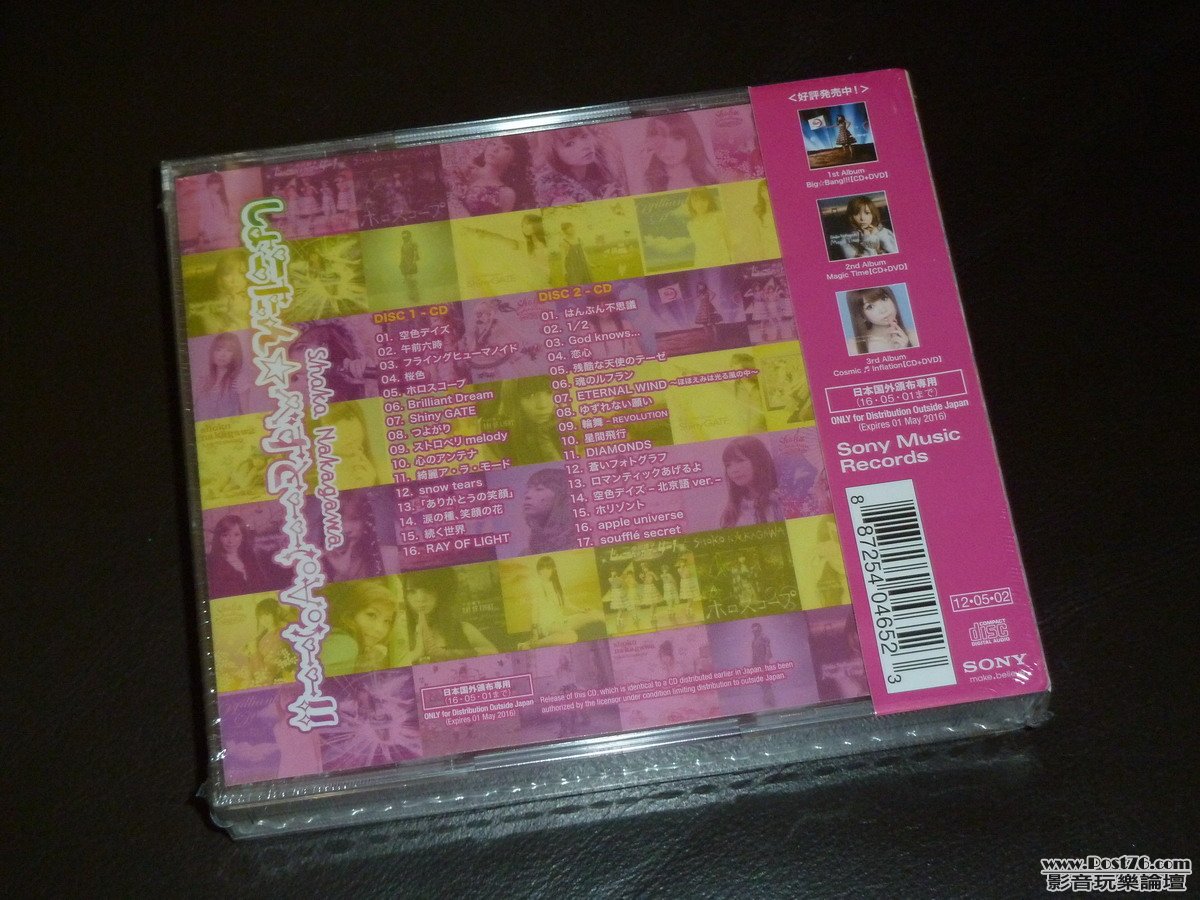 しょこたん☆べすと――(°∀°)――!!
Shoko Nakagawa
DISC 1 - CD
01. 空色デイズ
02. 午前六時
03. フライングヒューマノイド
04. 桜色
05. ホロスコープ
06. Brilliant Dream
07. Shiny GATE
08. つよがり
09. ストロベリmelody
10. 心のアンテナ
11. 綺麗ア・ラ・モード
12. snow tears
13. 「ありがとうの笑顔」
14. 涙の種、笑顔の花
15. 続く世界
16. RAY OF LIGHT
DISC 2 - CD
01. はんぶん不思議
02. 1/2
03. God knows...
04. 恋心
05. 残酷な天使のテーゼ
06. 魂のルフラン
07. ETERNAL WIND ～ほほえみは光る風の中～
08. ゆずれない願い
09. 輪舞 - REVOLUTION
10. 星間飛行
11. DIAMONDS
12. 蒼いフォトグラフ
13. ロマンティックあげるよ
14. 空色デイズ – 北京語 ver. –
15. ホリゾント
16. apple universe
17. soufflé secret
日本国外頒布専用
(16・05・01まで)
ONLY for Distribution Outside Japan
(Expires 01 May 2016)
Release of this CD, which is identical to a CD distributed earlier in Japan, has been
authorized by the licensor under condition limiting distribution to outside Japan.
<好評発売中！>
1st Album
Big☆Bang!!!【CD+DVD】
2nd Album
Magic Time【CD+DVD】
3rd Album
Cosmic ♬ Inflation【CD+DVD】
日本国外頒布専用
(16・05・01まで)
ONLY for Distribution Outside Japan
(Expires 01 May 2016)
Sony Music
Records
8 87254 04652 3
12・05・02
COMPACT
disc
DIGITAL AUDIO
SONY
make.believe
www.Post76.com
影音玩樂論壇